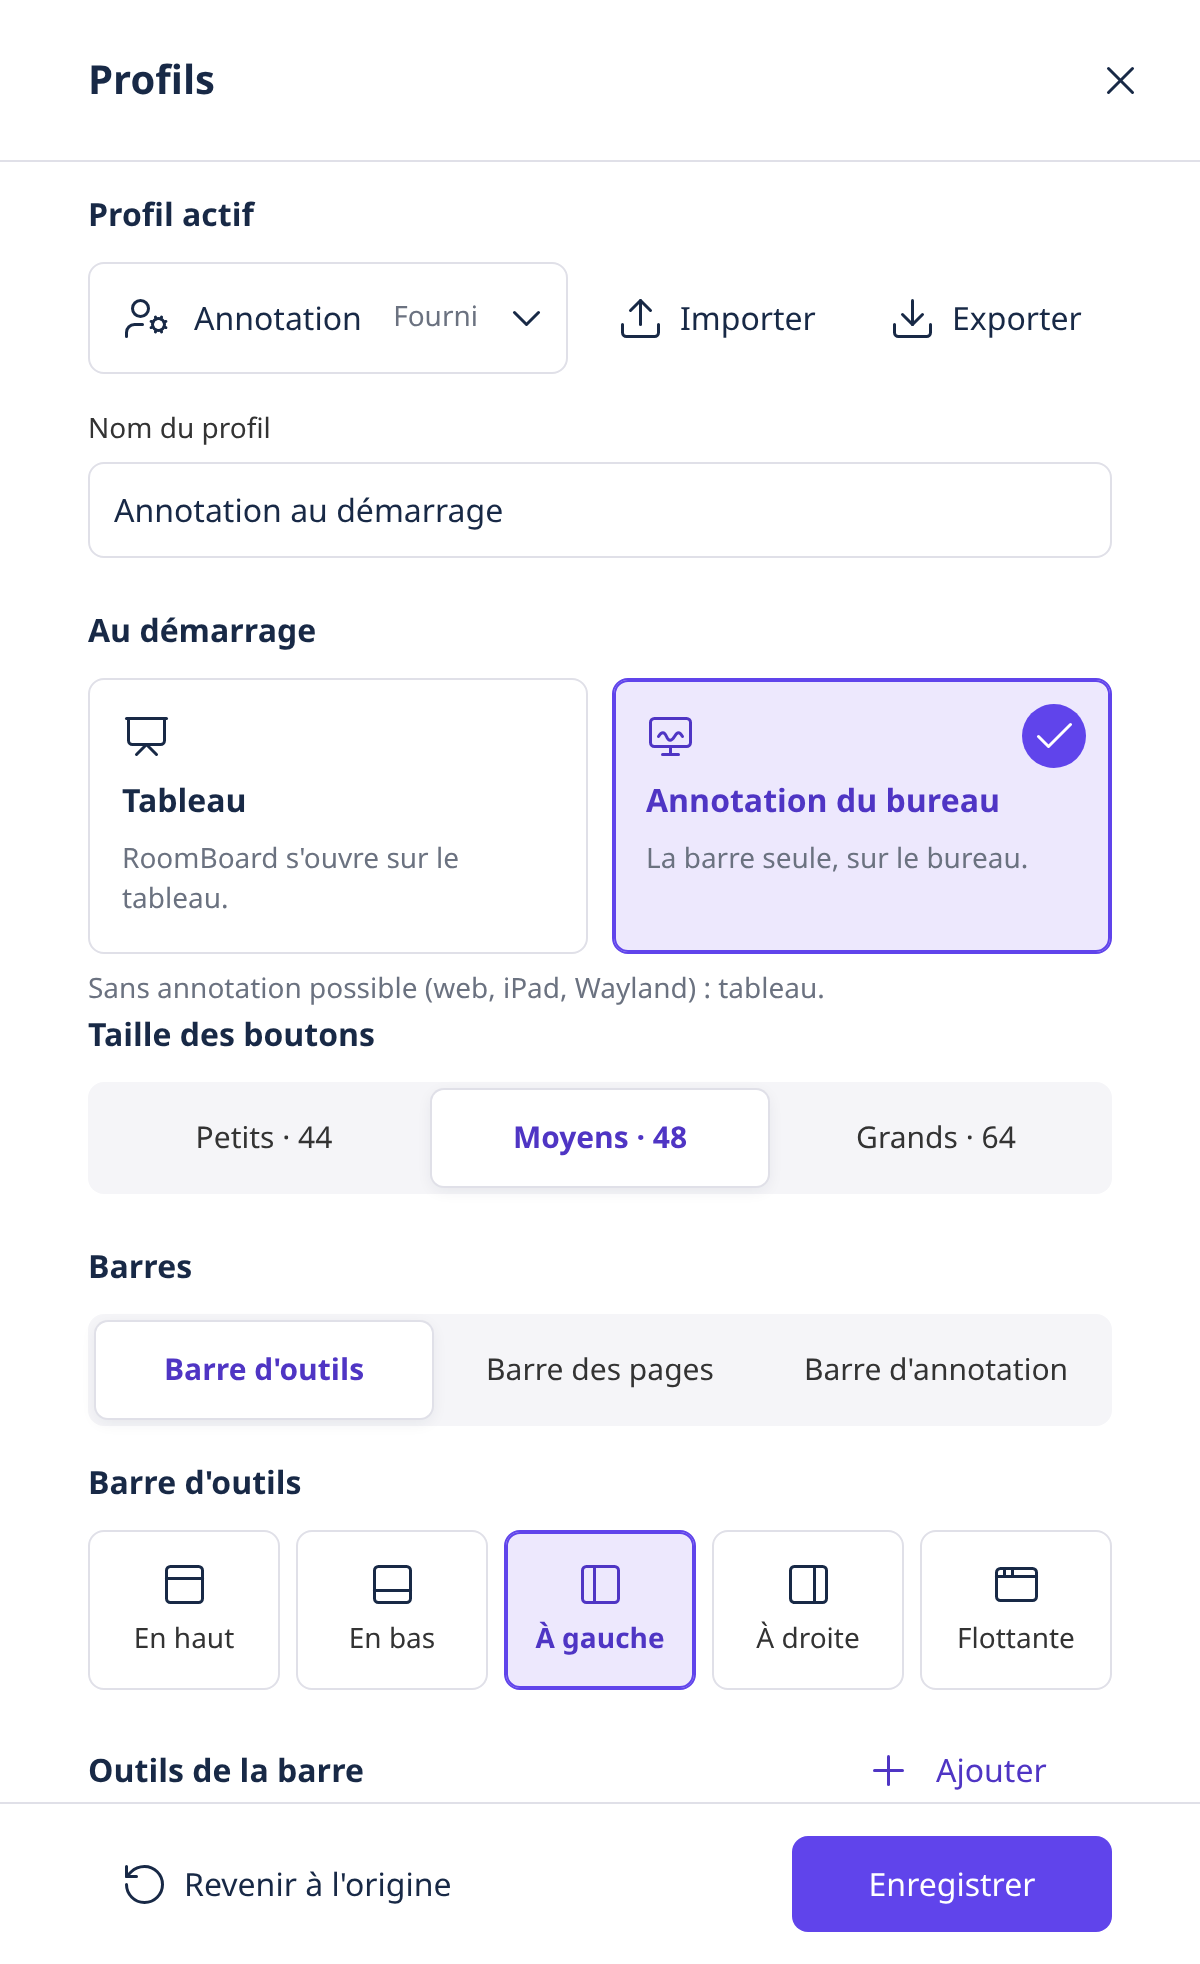 Profils
Profil actif
Annotation Fourni
Importer
Exporter
Nom du profil
Annotation au démarrage
Au démarrage
Tableau
RoomBoard s'ouvre sur le
tableau.
Annotation du bureau
La barre seule, sur le bureau.
Sans annotation possible (web, iPad, Wayland) : tableau.
Taille des boutons
Petits · 44
Moyens · 48
Grands · 64
Barres
Barre d'outils
Barre des pages
Barre d'annotation
Barre d'outils
En haut
En bas
À gauche
À droite
Flottante
Outils de la barre
Ajouter
Revenir à l'origine
Enregistrer